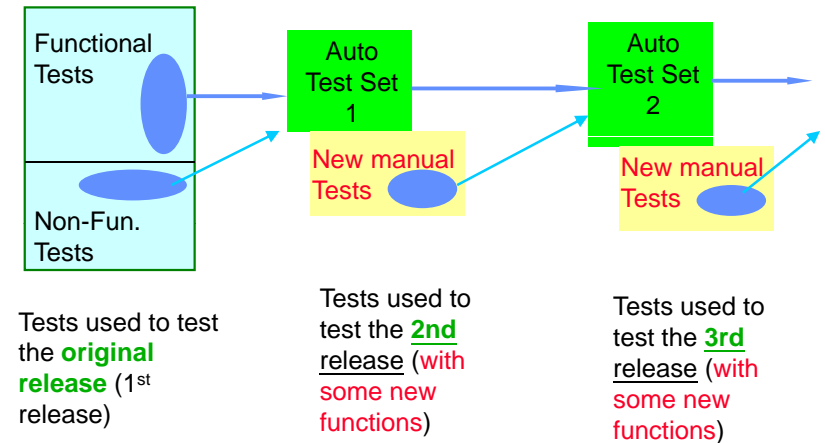 Functional
Tests
Non-Fun.
Tests
Auto
Test Set
1
New manual
Tests
Auto
Test Set
2
New manual
Tests
Tests used to test
the original
release (1st
release)
Tests used to
test the 2nd
release (with
some new
functions)
Tests used to
test the 3rd
release (with
some new
functions)